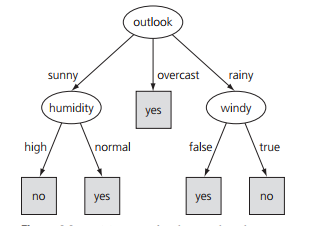 outlook
sunny overcast rainy
humidity yes windy
high normal false true
no yes yes no